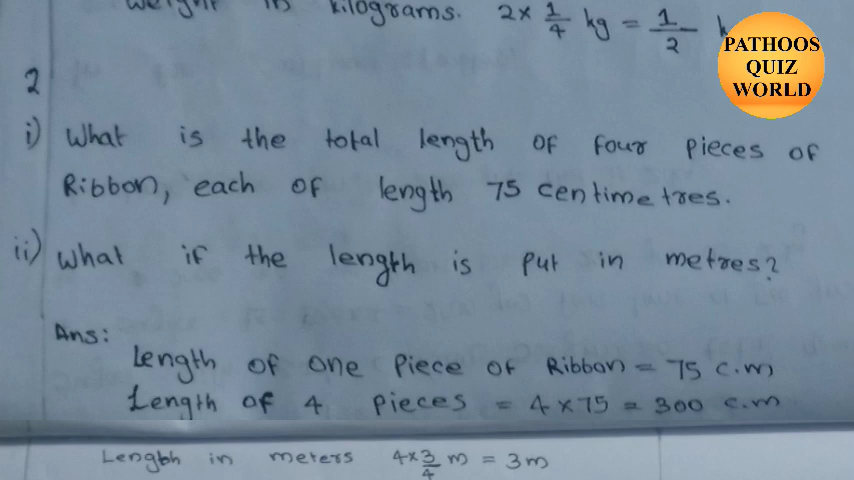 weight in kilograms. 2 × 1/4 kg = 1/2 k
PATHOOS
QUIZ
WORLD
2
i) What is the total length of four pieces of
Ribbon, each of length 75 centimetres.
ii) What if the length is put in metres?
Ans:
Length of one Piece of Ribbon = 75 c.m
Length of 4 pieces = 4 × 75 = 300 c.m
Length in meters 4 × 3/4 m = 3 m